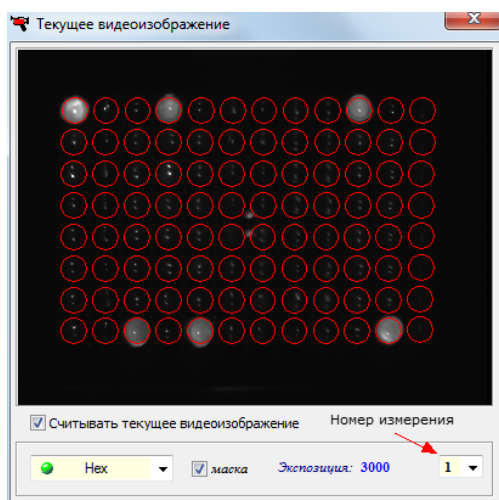 Текущее видеоизображение
Считывать текущее видеоизображение
Номер измерения
Hex
маска
Экспозиция: 3000
1